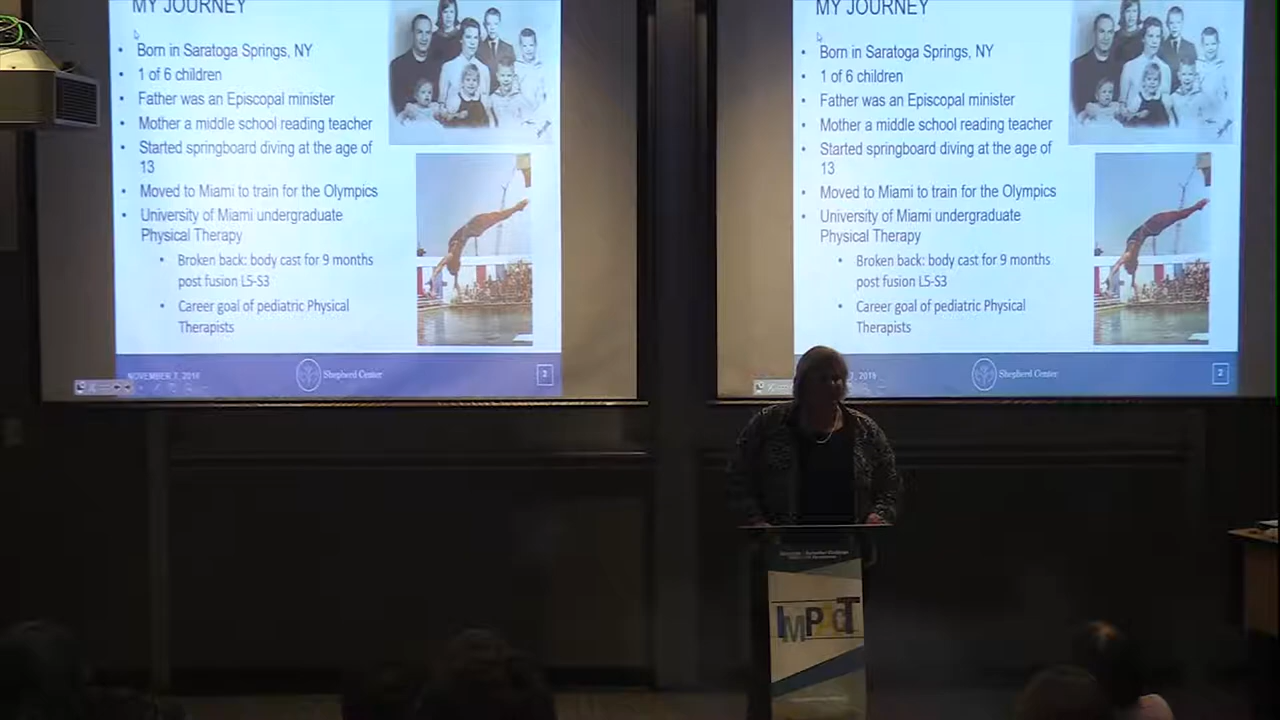 MY JOURNEY
• Born in Saratoga Springs, NY
• 1 of 6 children
• Father was an Episcopal minister
• Mother a middle school reading teacher
• Started springboard diving at the age of
13
• Moved to Miami to train for the Olympics
• University of Miami undergraduate
Physical Therapy
• Broken back: body cast for 9 months
post fusion L5-S3
• Career goal of pediatric Physical
Therapists
NOVEMBER 7, 2016
Shepherd Center
2
MY JOURNEY
• Born in Saratoga Springs, NY
• 1 of 6 children
• Father was an Episcopal minister
• Mother a middle school reading teacher
• Started springboard diving at the age of
13
• Moved to Miami to train for the Olympics
• University of Miami undergraduate
Physical Therapy
• Broken back: body cast for 9 months
post fusion L5-S3
• Career goal of pediatric Physical
Therapists
Shepherd Center
2
IMPACT